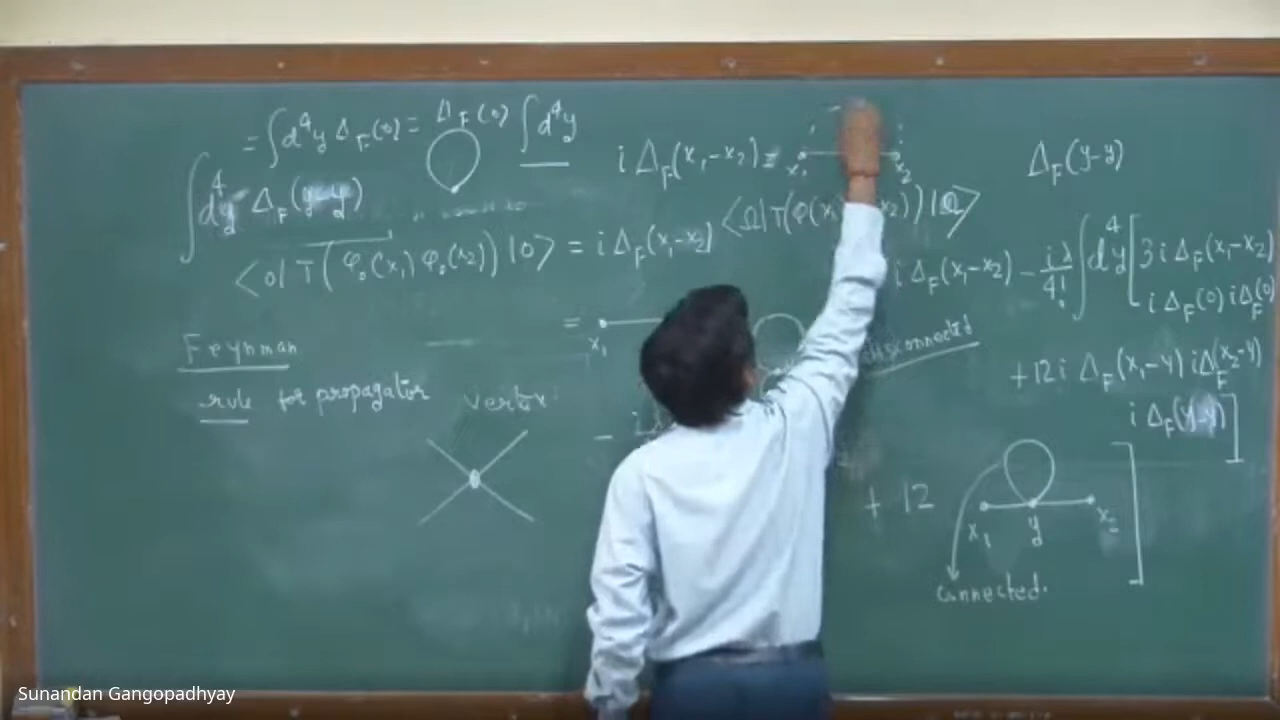 = ∫d⁴y Δ_F(0) = Δ_F(0) ∫d⁴y
∫d⁴y Δ_F(y-y)
⟨0| T(φ₀(x₁) φ₀(x₂)) |0⟩ = i Δ_F(x₁-x₂)
= x₁
Feynman
rule for propagator vertex:
i Δ_F(x₁-x₂) = x₁ x₂
Δ_F(y-y)
⟨Ω|T(φ(x₁ x₂))|Ω⟩
i Δ_F(x₁-x₂) - iλ/4! ∫d⁴y [3 i Δ_F(x₁-x₂)
i Δ_F(0) i Δ_F(0)
disconnected
+12 i Δ_F(x₁-y) i Δ_F(x₂-y)
i Δ_F(y-y)]
+ 12 x₁ y x₂ ]
connected.
Sunandan Gangopadhyay